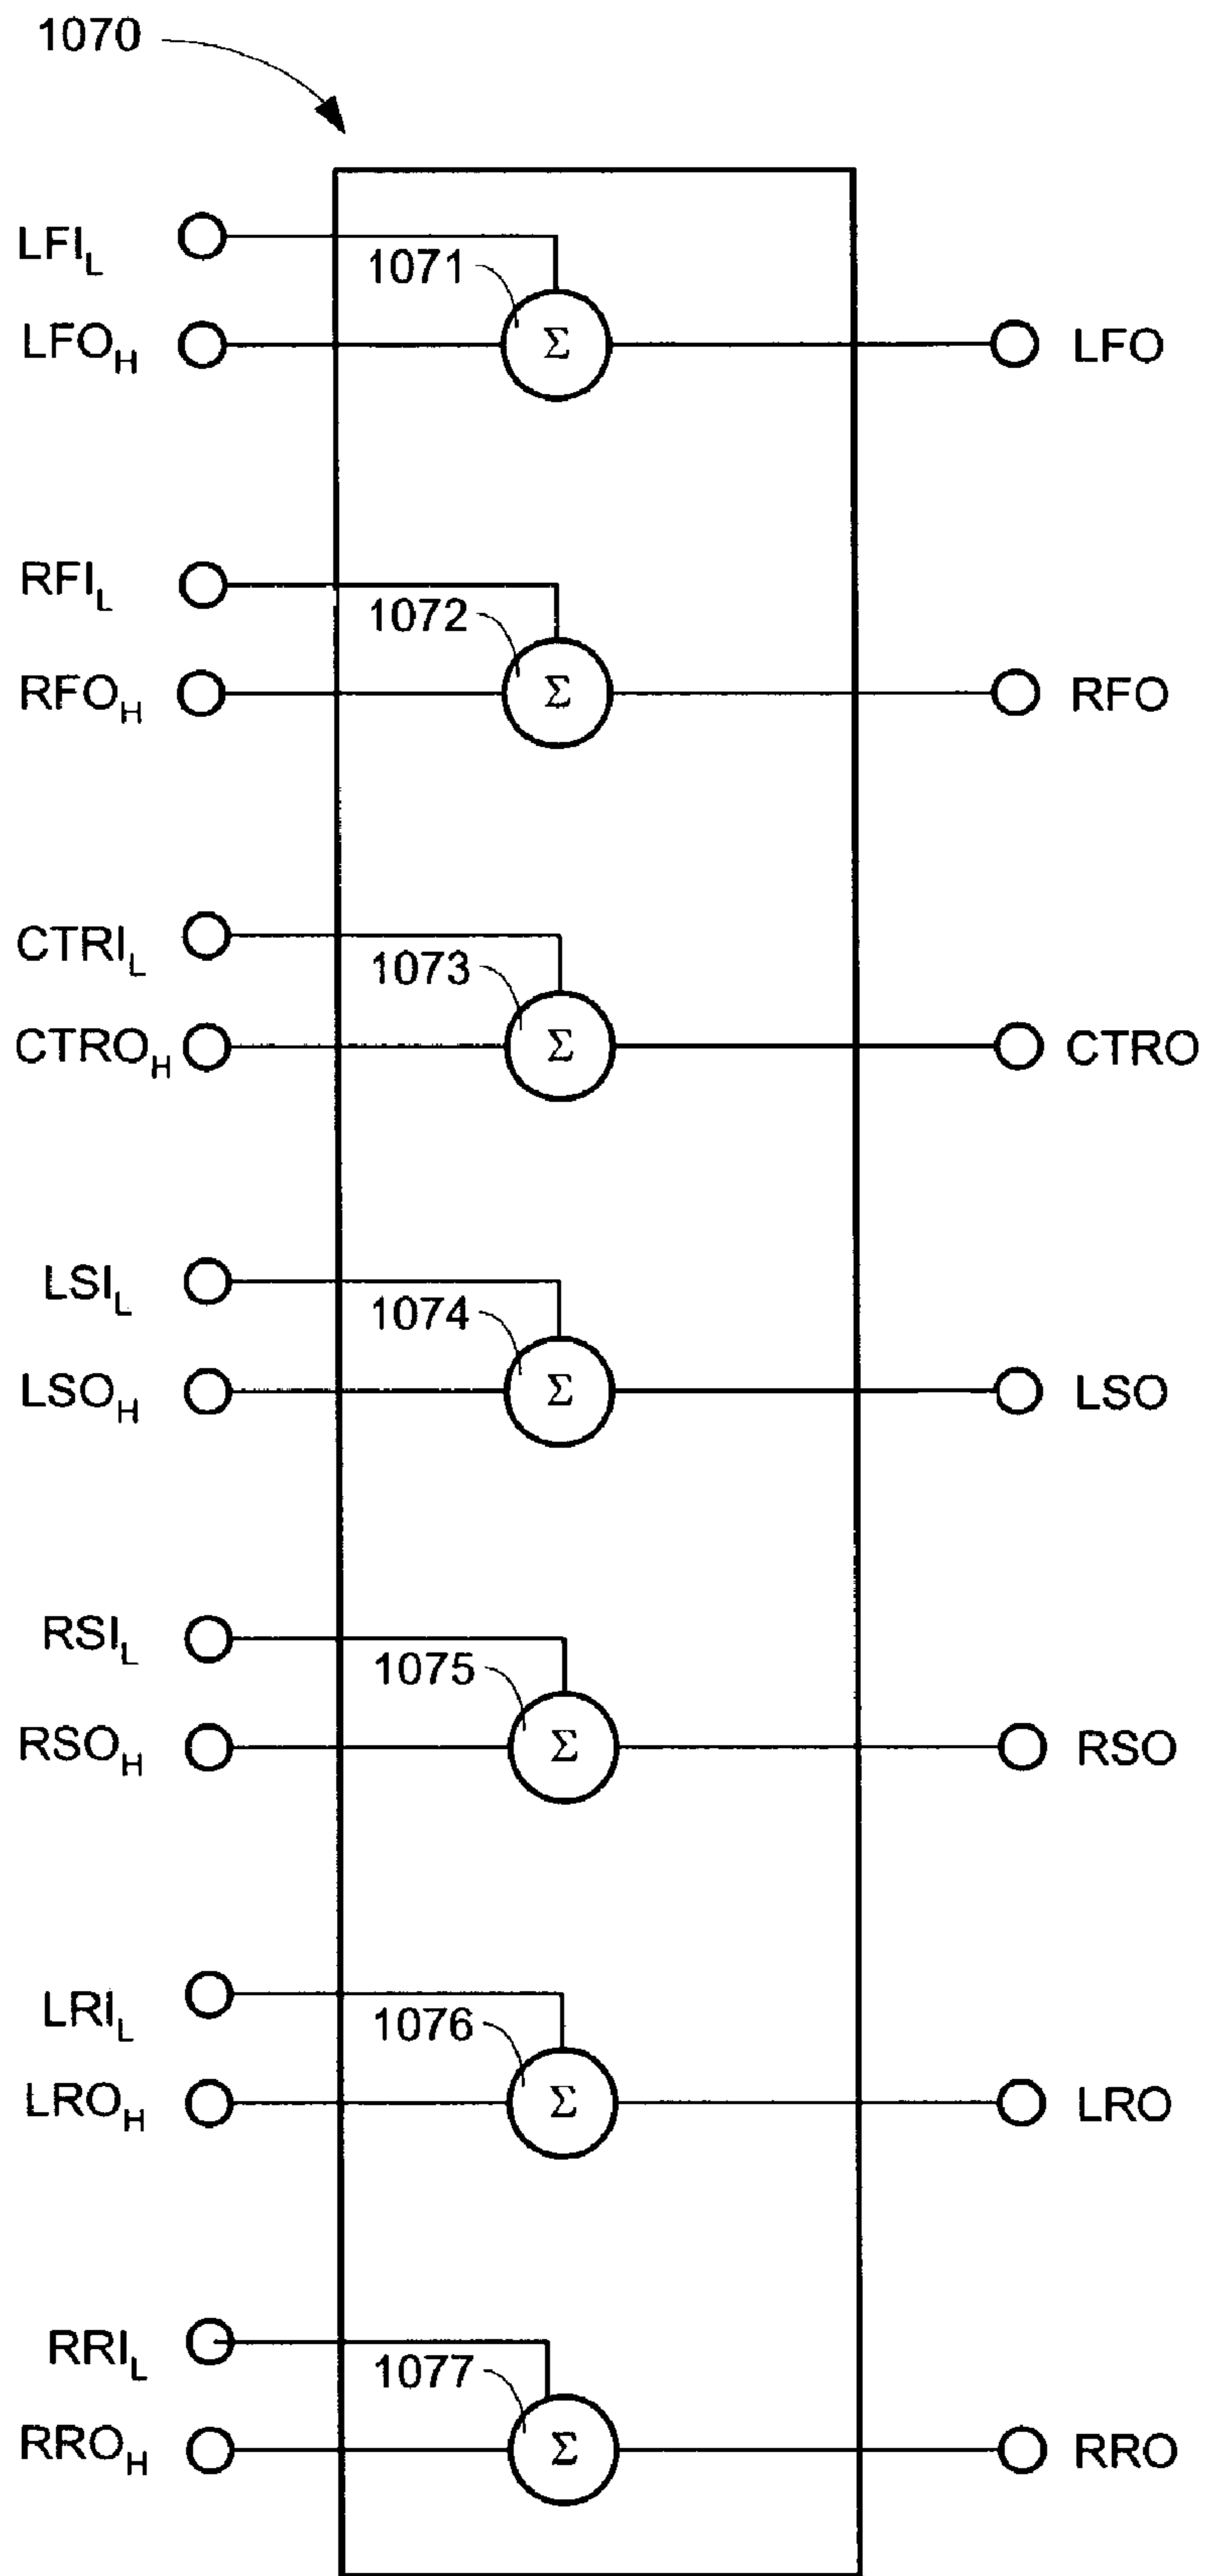 1070
LFI_L
1071
LFO_H Σ LFO
RFI_L
1072
RFO_H Σ RFO
CTRI_L
1073
CTRO_H Σ CTRO
LSI_L
1074
LSO_H Σ LSO
RSI_L
1075
RSO_H Σ RSO
LRI_L
1076
LRO_H Σ LRO
RRI_L
1077
RRO_H Σ RRO